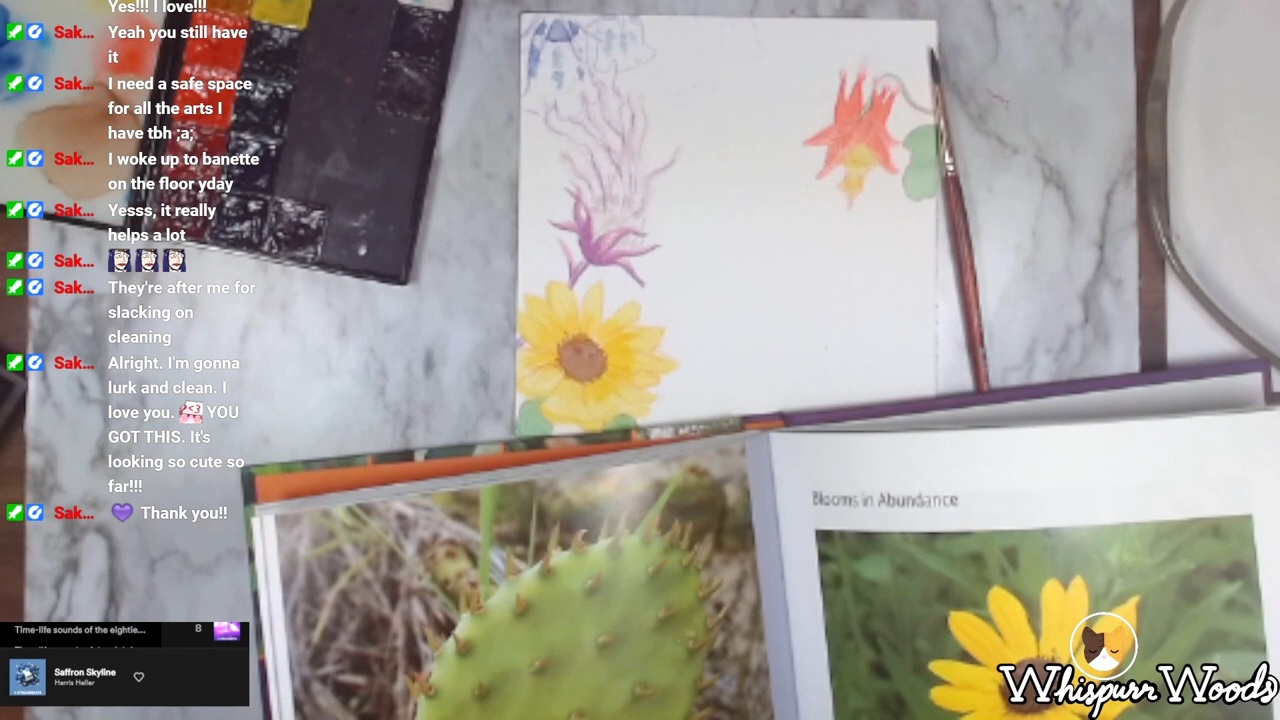 Yes!!! I love!!!
Sak... Yeah you still have
it
Sak... I need a safe space
for all the arts I
have tbh ;a;
Sak... I woke up to banette
on the floor yday
Sak... Yesss, it really
helps a lot
Sak...
Sak... They're after me for
slacking on
cleaning
Sak... Alright. I'm gonna
lurk and clean. I
love you. YOU
GOT THIS. It's
looking so cute so
far!!!
Sak... 💜 Thank you!!
Blooms in Abundance
Time-life sounds of the eightie...
8
Saffron Skyline
Harris Heller
Whispurr Woods